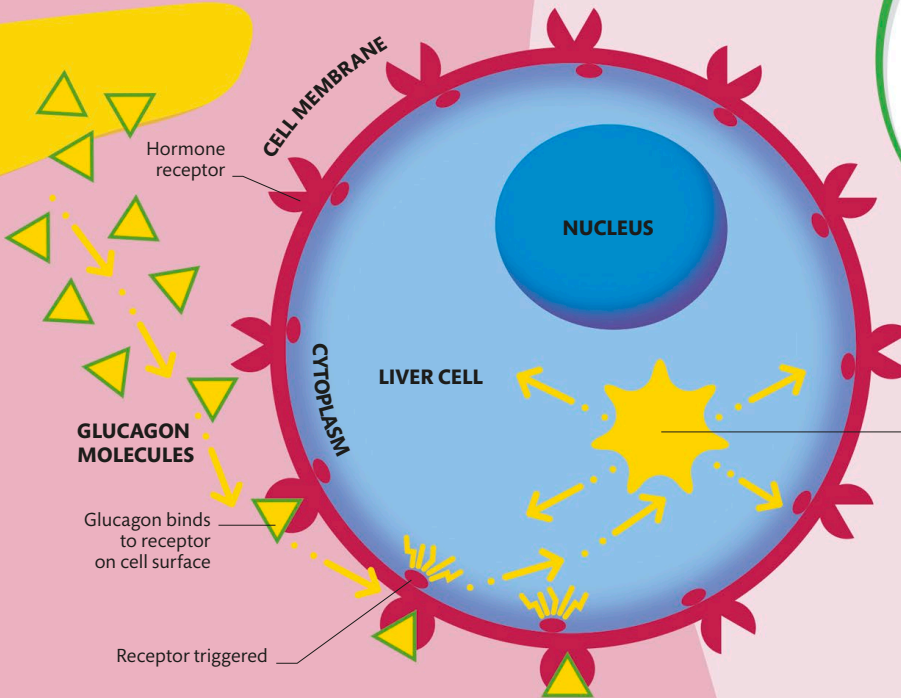 CELL MEMBRANE
Hormone
receptor
NUCLEUS
CYTOPLASM
LIVER CELL
GLUCAGON
MOLECULES
Glucagon binds
to receptor
on cell surface
Receptor triggered